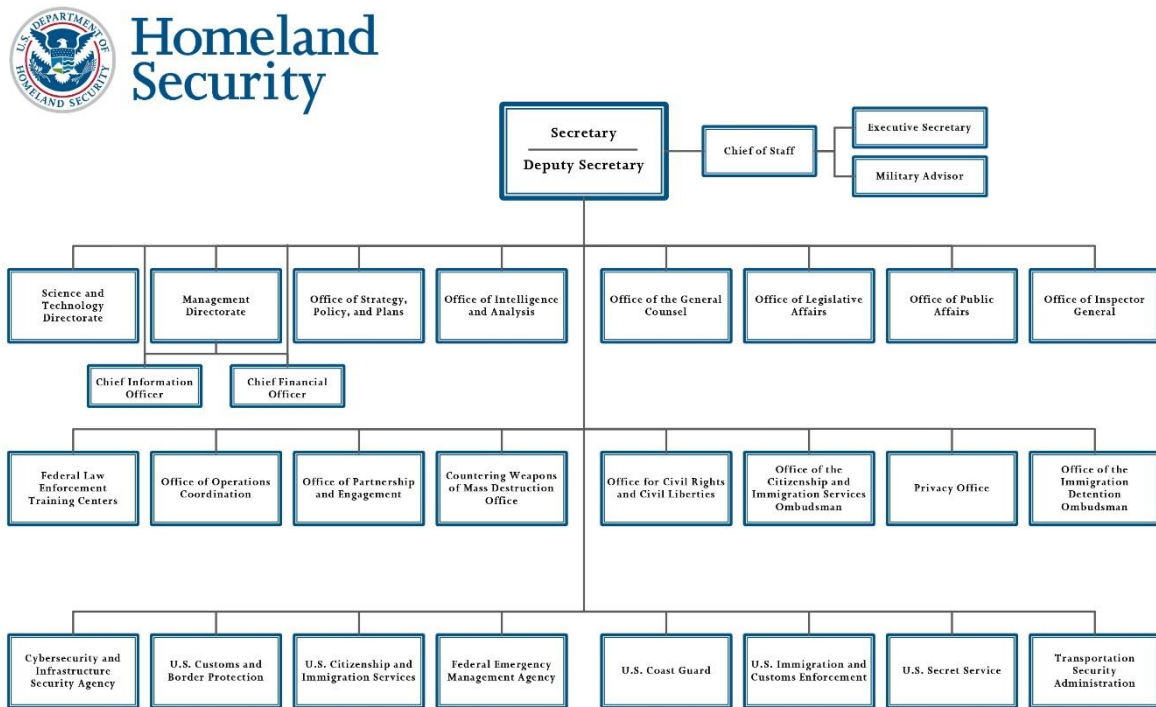 U.S. DEPARTMENT OF
HOMELAND SECURITY
Homeland
Security
Secretary
Deputy Secretary
Chief of Staff
Executive Secretary
Military Advisor
Science and
Technology
Directorate
Management
Directorate
Office of Strategy,
Policy, and Plans
Office of Intelligence
and Analysis
Office of the General
Counsel
Office of Legislative
Affairs
Office of Public
Affairs
Office of Inspector
General
Chief Information
Officer
Chief Financial
Officer
Federal Law
Enforcement
Training Centers
Office of Operations
Coordination
Office of Partnership
and Engagement
Countering Weapons
of Mass Destruction
Office
Office for Civil Rights
and Civil Liberties
Office of the
Citizenship and
Immigration Services
Ombudsman
Privacy Office
Office of the
Immigration
Detention
Ombudsman
Cybersecurity and
Infrastructure
Security Agency
U.S. Customs and
Border Protection
U.S. Citizenship and
Immigration Services
Federal Emergency
Management Agency
U.S. Coast Guard
U.S. Immigration and
Customs Enforcement
U.S. Secret Service
Transportation
Security
Administration